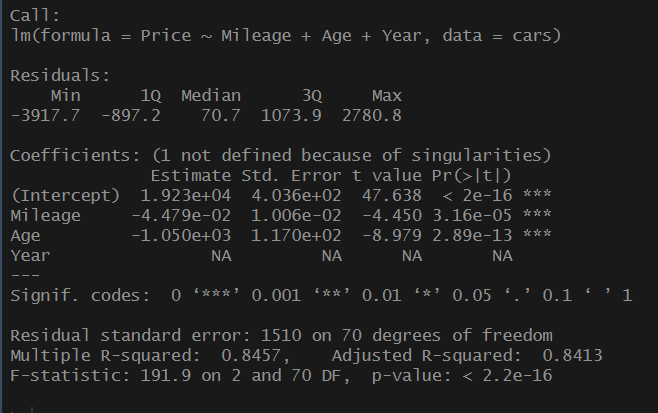 Call:
lm(formula = Price ~ Mileage + Age + Year, data = cars)
Residuals:
Min 1Q Median 3Q Max
-3917.7 -897.2 70.7 1073.9 2780.8
Coefficients: (1 not defined because of singularities)
Estimate Std. Error t value Pr(>|t|)
(Intercept) 1.923e+04 4.036e+02 47.638 < 2e-16 ***
Mileage -4.479e-02 1.006e-02 -4.450 3.16e-05 ***
Age -1.050e+03 1.170e+02 -8.979 2.89e-13 ***
Year NA NA NA NA
---
Signif. codes: 0 ‘***’ 0.001 ‘**’ 0.01 ‘*’ 0.05 ‘.’ 0.1 ‘ ’ 1
Residual standard error: 1510 on 70 degrees of freedom
Multiple R-squared: 0.8457, Adjusted R-squared: 0.8413
F-statistic: 191.9 on 2 and 70 DF, p-value: < 2.2e-16